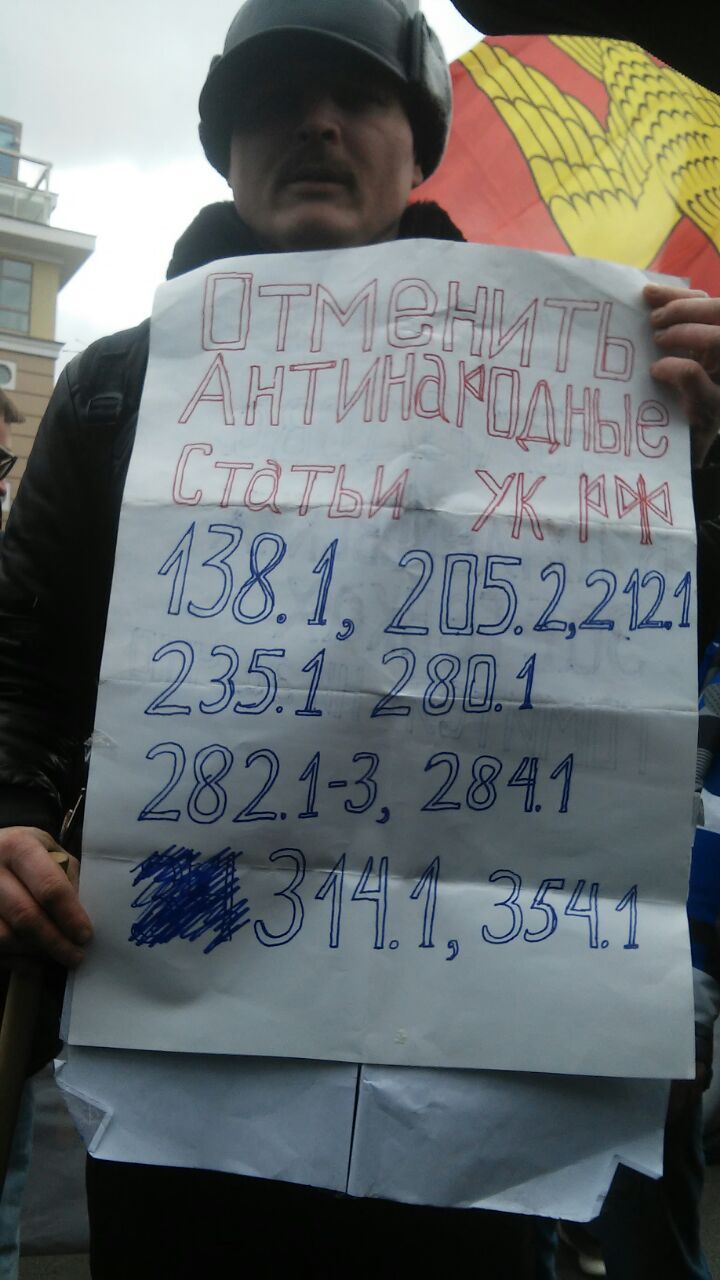 Отменить
Антинародные
Статьи УК РФ
138.1, 205.2, 212.1
235.1 280.1
282.1-3, 284.1
314.1, 354.1